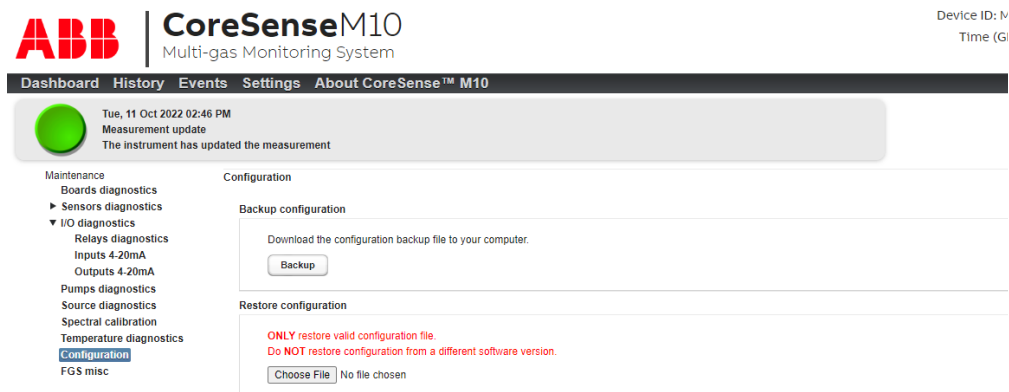 ABB
CoreSenseM10
Multi-gas Monitoring System
Device ID: M
Time (G
Dashboard History Events Settings About CoreSense™ M10
Tue, 11 Oct 2022 02:46 PM
Measurement update
The instrument has updated the measurement
Maintenance
Boards diagnostics
▶ Sensors diagnostics
▼ I/O diagnostics
Relays diagnostics
Inputs 4-20mA
Outputs 4-20mA
Pumps diagnostics
Source diagnostics
Spectral calibration
Temperature diagnostics
Configuration
FGS misc
Configuration
Backup configuration
Download the configuration backup file to your computer.
Backup
Restore configuration
ONLY restore valid configuration file.
Do NOT restore configuration from a different software version.
Choose File No file chosen